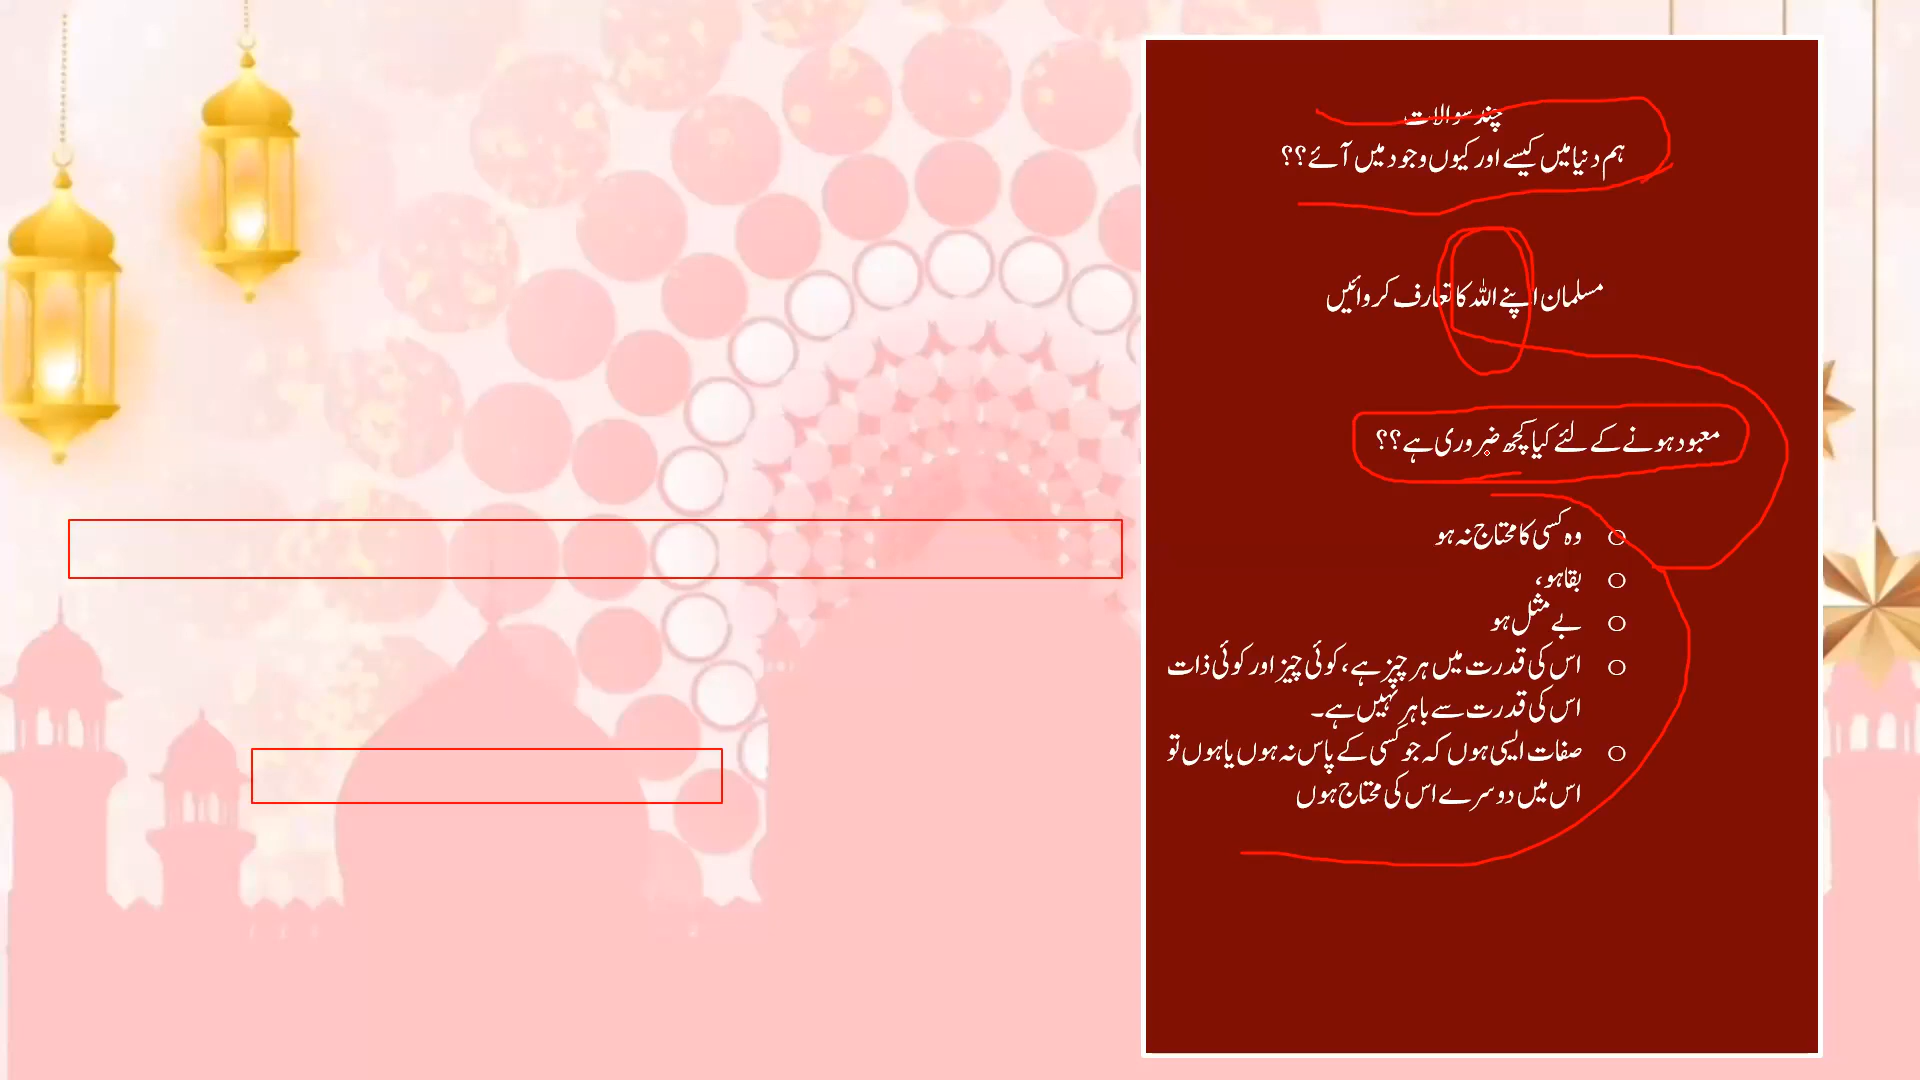 چند سوالات
ہم دنیا میں کیسے اور کیوں وجود میں آئے؟؟
مسلمان اپنے اللہ کا تعارف کروائیں
معبود ہونے کے لئے کیا کچھ ضروری ہے؟؟
وہ کسی کا محتاج نہ ہو
بقا ہو،
بے مثل ہو
اس کی قدرت میں ہر چیز ہے، کوئی چیز اور کوئی ذات
اس کی قدرت سے باہر نہیں ہے۔
صفات ایسی ہوں کہ جو کسی کے پاس نہ ہوں یا ہوں تو
اس میں دوسرے اس کی محتاج ہوں